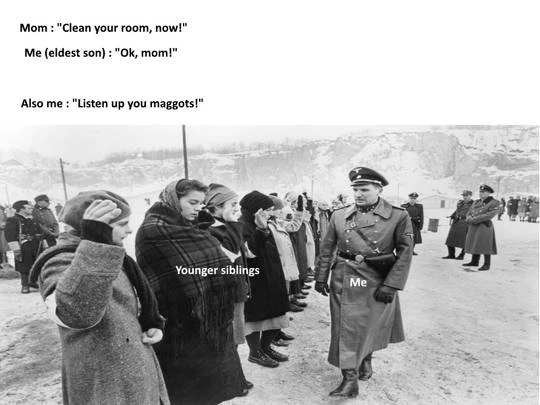 Mom : "Clean your room, now!"
Me (eldest son) : "Ok, mom!"
Also me : "Listen up you maggots!"
Younger siblings
Me